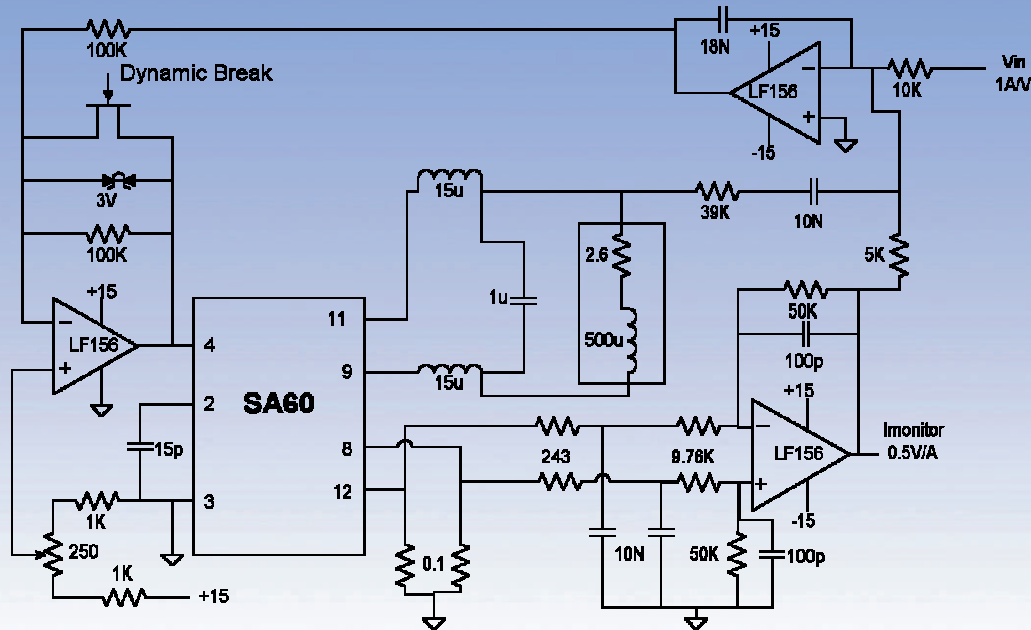 100K
18N
+15
LF156
-15
10K
Vin
1A/V
Dynamic Break
3V
100K
15u
39K
10N
2.6
5K
1u
500u
50K
100p
+15
LF156
4
11
9
15u
SA60
2
15p
8
12
3
243
9.76K
+15
LF156
-15
Imonitor
0.5V/A
1K
250
1K
+15
0.1
10N
50K
100p